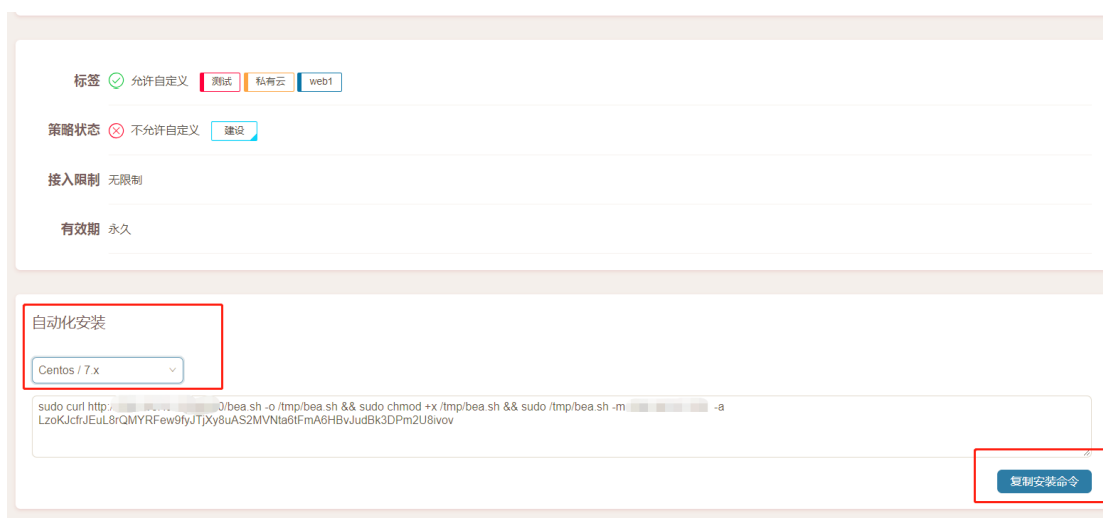 标签 允许自定义 测试 私有云 web1
策略状态 不允许自定义 建设
接入限制 无限制
有效期 永久
自动化安装
Centos / 7.x
sudo curl http:/ 0/bea.sh -o /tmp/bea.sh && sudo chmod +x /tmp/bea.sh && sudo /tmp/bea.sh -m -a
LzoKJcfrJEuL8rQMYRFew9fyJTjXy8uAS2MVNta6tFmA6HBvJudBk3DPm2U8ivov
复制安装命令